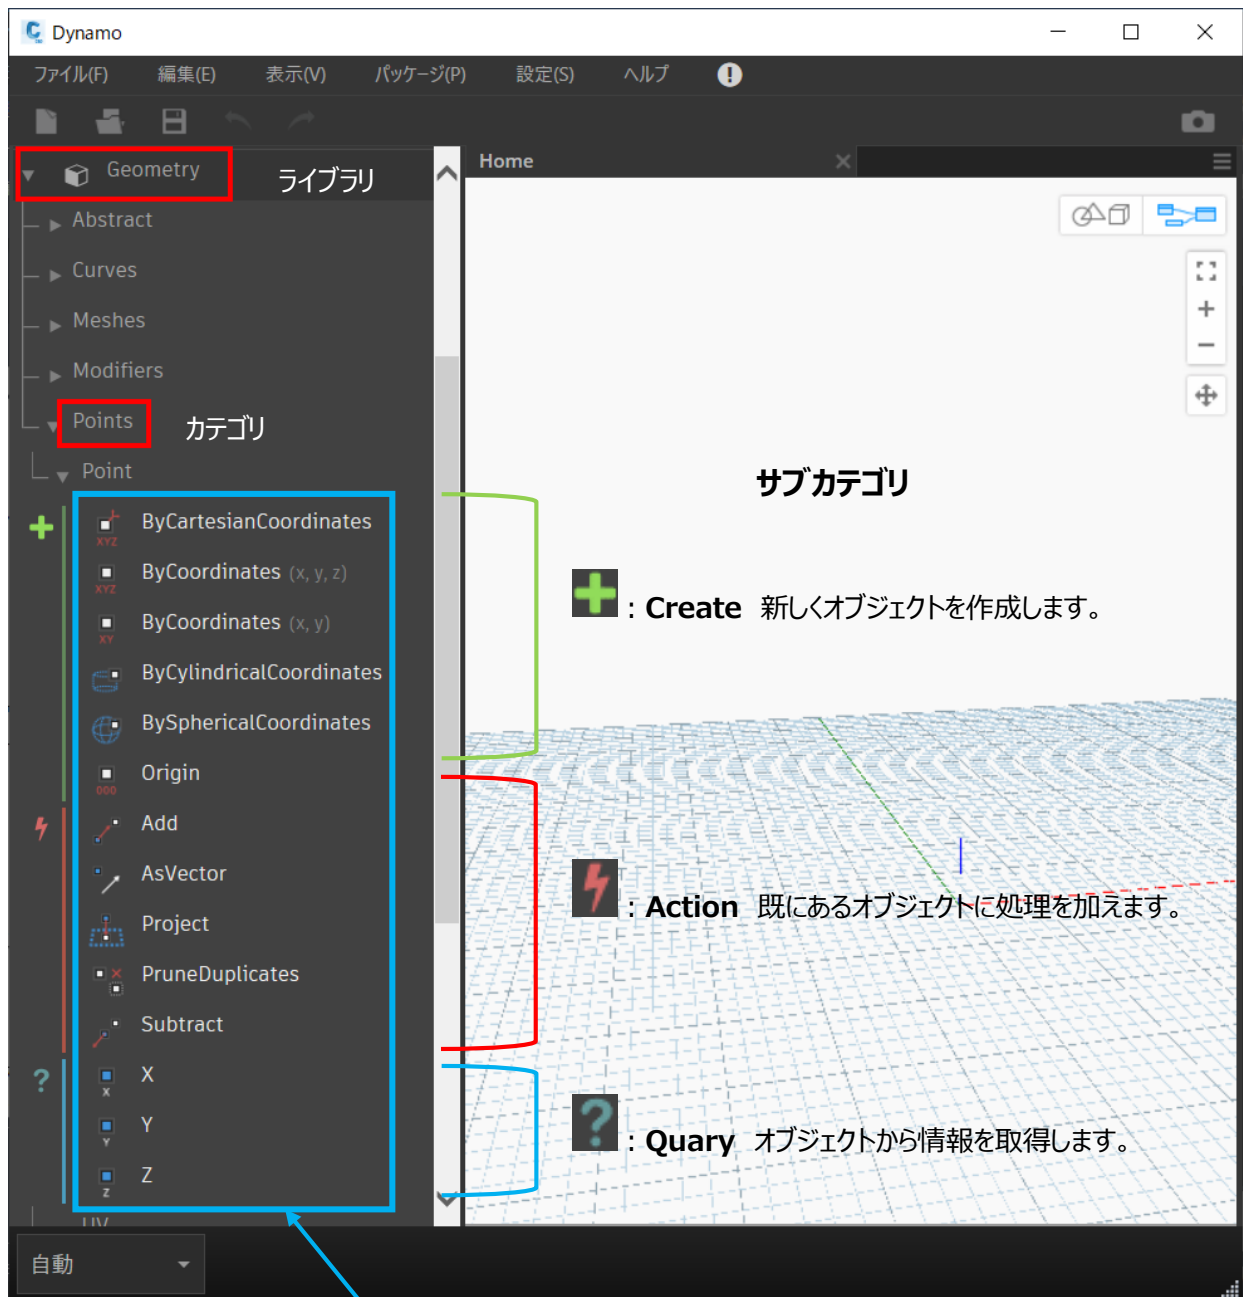 Dynamo
ファイル(F) 編集(E) 表示(V) パッケージ(P) 設定(S) ヘルプ
Geometry
ライブラリ
Home
Abstract
Curves
Meshes
Modifiers
Points
カテゴリ
Point
サブカテゴリ
ByCartesianCoordinates
XYZ
ByCoordinates (x, y, z)
XYZ
ByCoordinates (x, y)
XY
ByCylindricalCoordinates
BySphericalCoordinates
Origin
000
: Create 新しくオブジェクトを作成します。
Add
AsVector
Project
PruneDuplicates
Subtract
: Action 既にあるオブジェクトに処理を加えます。
X
X
Y
Y
Z
Z
: Quary オブジェクトから情報を取得します。
UV
自動